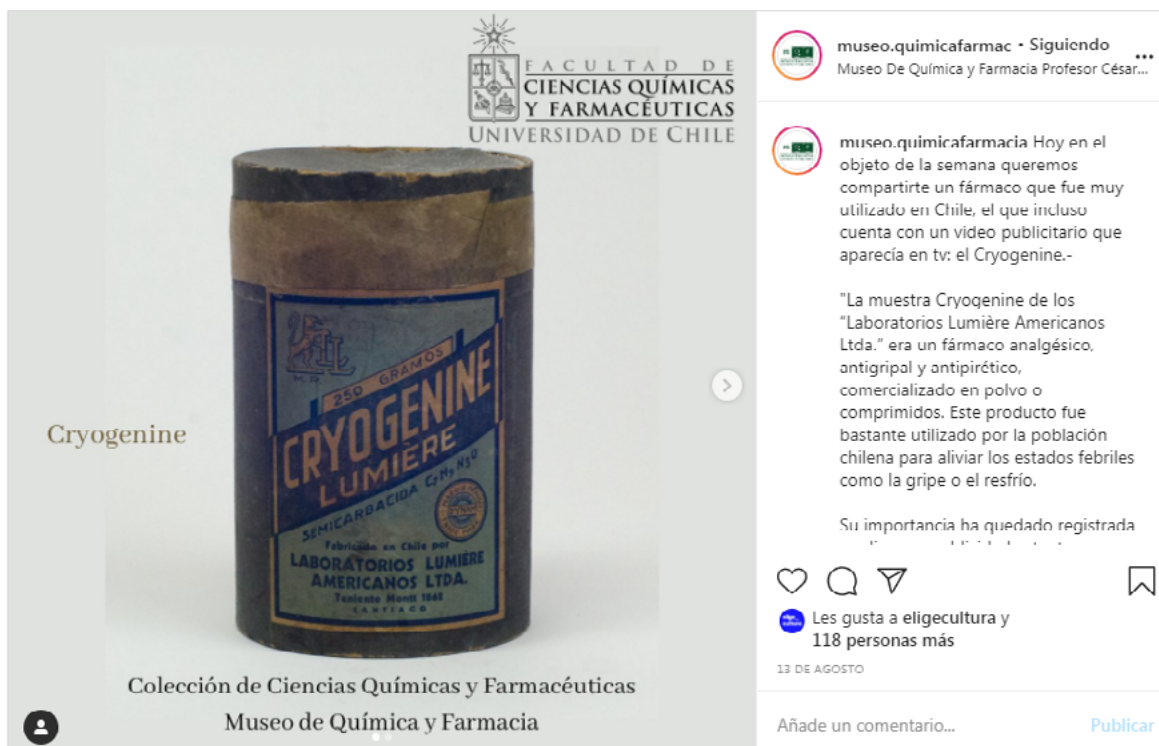 FACULTAD DE
CIENCIAS QUÍMICAS
Y FARMACÉUTICAS
UNIVERSIDAD DE CHILE
Cryogenine
M.R.
250 GRAMOS
CRYOGENINE
LUMIÈRE
SEMICARBACIDA C7 H9 N3O
Fabricado en Chile por
LABORATORIOS LUMIÈRE
AMERICANOS LTDA.
Teniente Montt 1862
SANTIAGO
Colección de Ciencias Químicas y Farmacéuticas
Museo de Química y Farmacia
museo.quimicafarmac • Siguiendo
Museo De Química y Farmacia Profesor César...
museo.quimicafarmacia Hoy en el
objeto de la semana queremos
compartirte un fármaco que fue muy
utilizado en Chile, el que incluso
cuenta con un video publicitario que
aparecía en tv: el Cryogenine.-
"La muestra Cryogenine de los
"Laboratorios Lumière Americanos
Ltda." era un fármaco analgésico,
antigripal y antipirético,
comercializado en polvo o
comprimidos. Este producto fue
bastante utilizado por la población
chilena para aliviar los estados febriles
como la gripe o el resfrío.
Su importancia ha quedado registrada
Les gusta a eligecultura y
118 personas más
13 DE AGOSTO
Añade un comentario...
Publicar